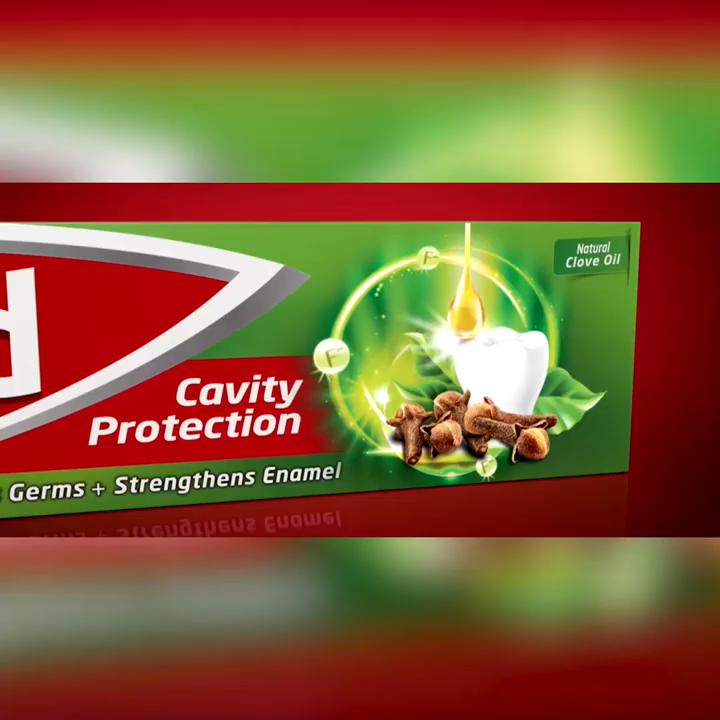 d
Natural
Clove Oil
F
F
Cavity
Protection
Germs + Strengthens Enamel
F